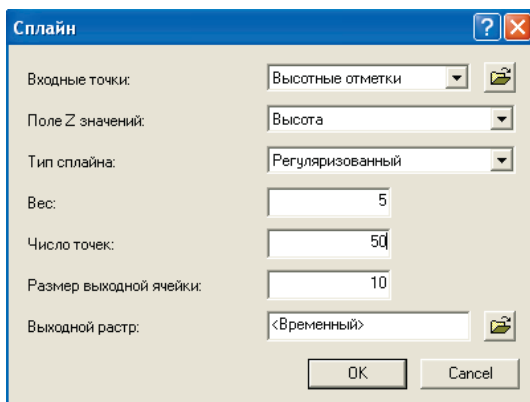 Сплайн
Входные точки: Высотные отметки
Поле Z значений: Высота
Тип сплайна: Регуляризованный
Вес: 5
Число точек: 50
Размер выходной ячейки: 10
Выходной растр: <Временный>
OK Cancel